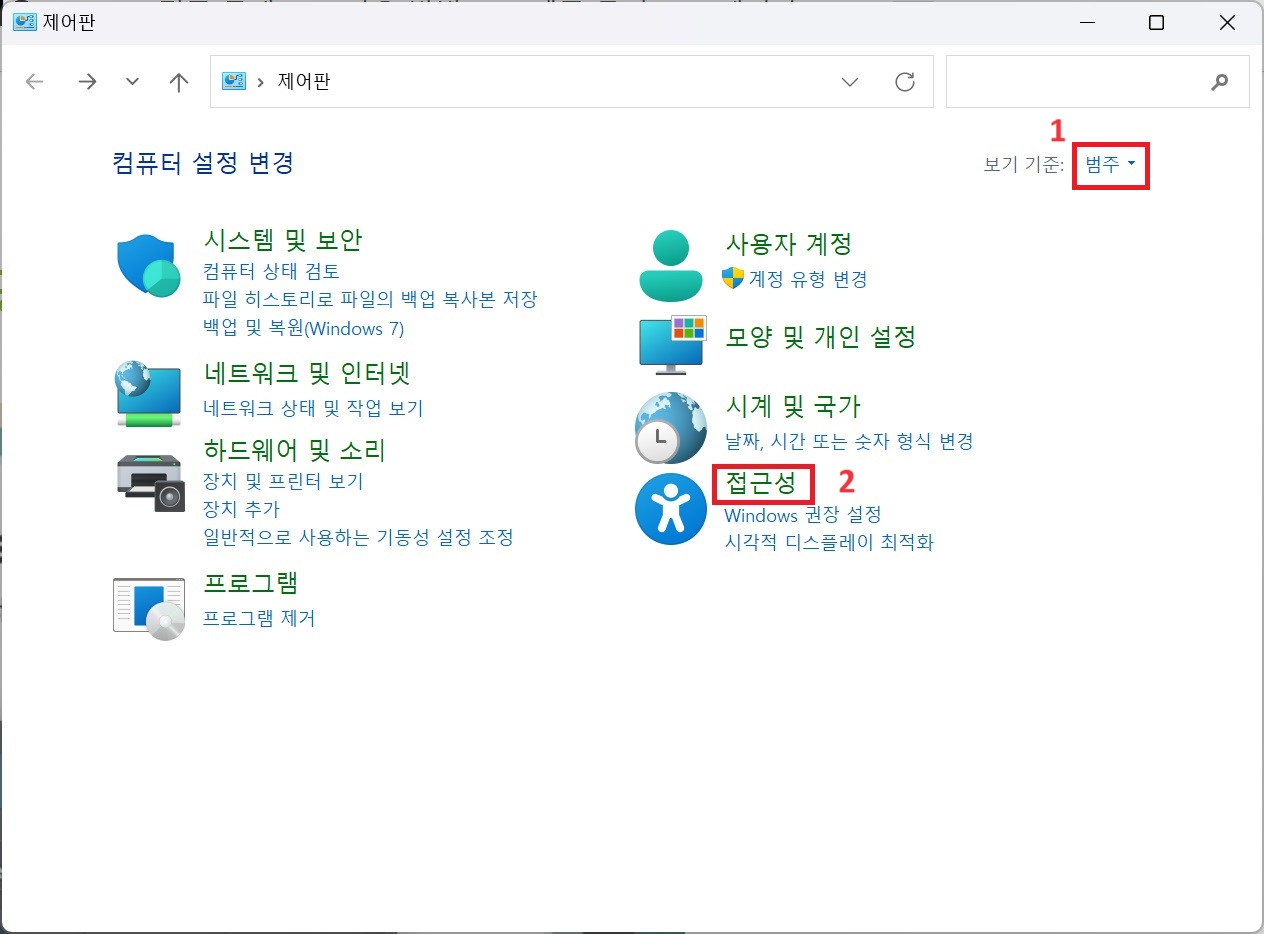 제어판
제어판
1
컴퓨터 설정 변경
보기 기준: 범주
시스템 및 보안
컴퓨터 상태 검토
파일 히스토리로 파일의 백업 복사본 저장
백업 및 복원(Windows 7)
네트워크 및 인터넷
네트워크 상태 및 작업 보기
하드웨어 및 소리
장치 및 프린터 보기
장치 추가
일반적으로 사용하는 기동성 설정 조정
프로그램
프로그램 제거
사용자 계정
계정 유형 변경
모양 및 개인 설정
시계 및 국가
날짜, 시간 또는 숫자 형식 변경
접근성 2
Windows 권장 설정
시각적 디스플레이 최적화